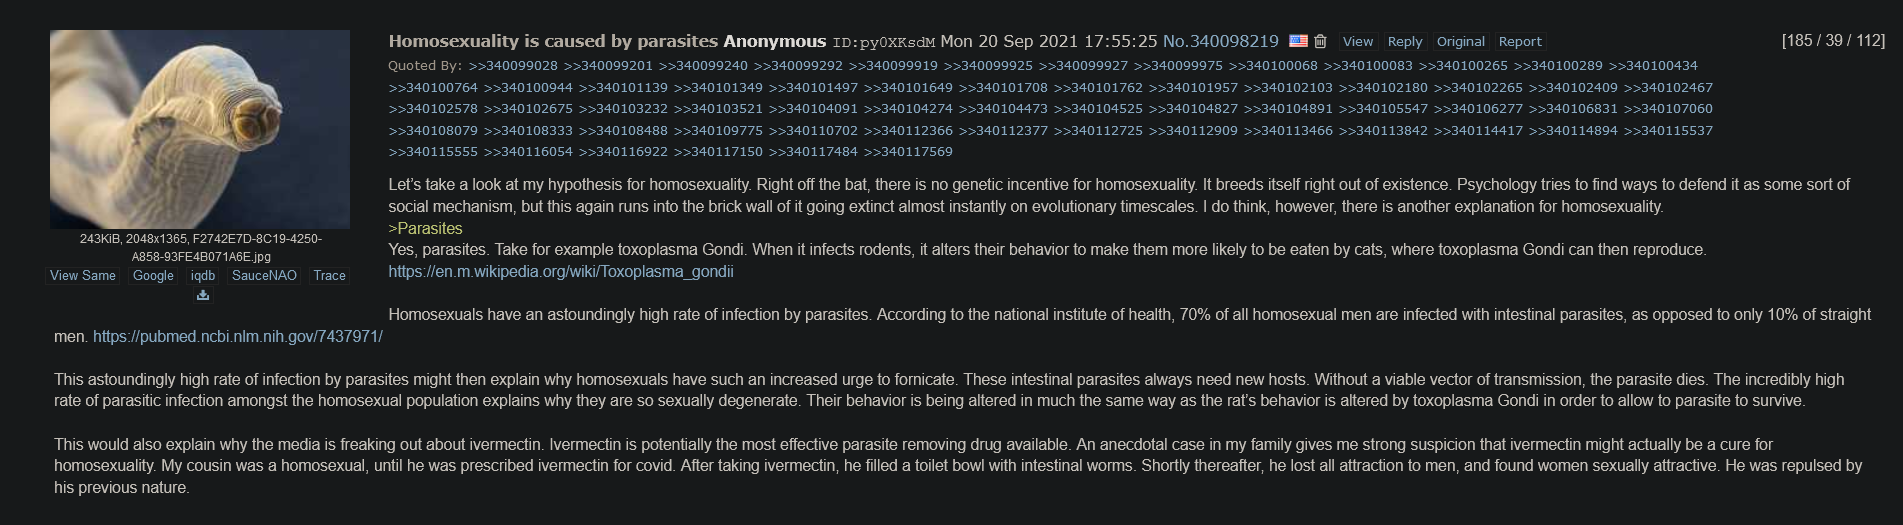 Homosexuality is caused by parasites Anonymous ID:py0XKsdM Mon 20 Sep 2021 17:55:25 No.340098219 View Reply Original Report [185 / 39 / 112]
Quoted By: >>340099028 >>340099201 >>340099240 >>340099292 >>340099919 >>340099925 >>340099927 >>340099975 >>340100068 >>340100083 >>340100265 >>340100289 >>340100434
>>340100764 >>340100944 >>340101139 >>340101349 >>340101497 >>340101649 >>340101708 >>340101762 >>340101957 >>340102103 >>340102180 >>340102265 >>340102409 >>340102467
>>340102578 >>340102675 >>340103232 >>340103521 >>340104091 >>340104274 >>340104473 >>340104525 >>340104827 >>340104891 >>340105547 >>340106277 >>340106831 >>340107060
>>340108079 >>340108333 >>340108488 >>340109775 >>340110702 >>340112366 >>340112377 >>340112725 >>340112909 >>340113466 >>340113842 >>340114417 >>340114894 >>340115537
>>340115555 >>340116054 >>340116922 >>340117150 >>340117484 >>340117569
243KiB, 2048x1365, F2742E7D-8C19-4250-
A858-93FE4B071A6E.jpg
View Same Google iqdb SauceNAO Trace
Let's take a look at my hypothesis for homosexuality. Right off the bat, there is no genetic incentive for homosexuality. It breeds itself right out of existence. Psychology tries to find ways to defend it as some sort of
social mechanism, but this again runs into the brick wall of it going extinct almost instantly on evolutionary timescales. I do think, however, there is another explanation for homosexuality.
>Parasites
Yes, parasites. Take for example toxoplasma Gondi. When it infects rodents, it alters their behavior to make them more likely to be eaten by cats, where toxoplasma Gondi can then reproduce.
https://en.m.wikipedia.org/wiki/Toxoplasma_gondii
Homosexuals have an astoundingly high rate of infection by parasites. According to the national institute of health, 70% of all homosexual men are infected with intestinal parasites, as opposed to only 10% of straight
men. https://pubmed.ncbi.nlm.nih.gov/7437971/
This astoundingly high rate of infection by parasites might then explain why homosexuals have such an increased urge to fornicate. These intestinal parasites always need new hosts. Without a viable vector of transmission, the parasite dies. The incredibly high
rate of parasitic infection amongst the homosexual population explains why they are so sexually degenerate. Their behavior is being altered in much the same way as the rat's behavior is altered by toxoplasma Gondi in order to allow to parasite to survive.
This would also explain why the media is freaking out about ivermectin. Ivermectin is potentially the most effective parasite removing drug available. An anecdotal case in my family gives me strong suspicion that ivermectin might actually be a cure for
homosexuality. My cousin was a homosexual, until he was prescribed ivermectin for covid. After taking ivermectin, he filled a toilet bowl with intestinal worms. Shortly thereafter, he lost all attraction to men, and found women sexually attractive. He was repulsed by
his previous nature.